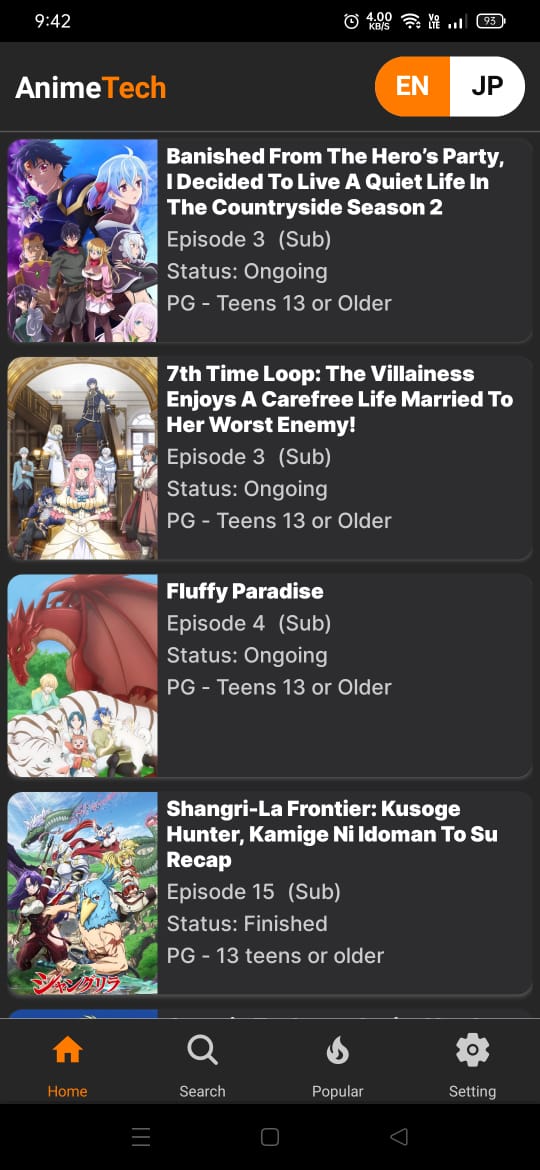 9:42
4.00 KB/S
Vo LTE
93
AnimeTech
EN
JP
Banished From The Hero’s Party,
I Decided To Live A Quiet Life In
The Countryside Season 2
Episode 3 (Sub)
Status: Ongoing
PG - Teens 13 or Older
7th Time Loop: The Villainess
Enjoys A Carefree Life Married To
Her Worst Enemy!
Episode 3 (Sub)
Status: Ongoing
PG - Teens 13 or Older
Fluffy Paradise
Episode 4 (Sub)
Status: Ongoing
PG - Teens 13 or Older
シャングリラ
Shangri-La Frontier: Kusoge
Hunter, Kamige Ni Idoman To Su
Recap
Episode 15 (Sub)
Status: Finished
PG - 13 teens or older
Home
Search
Popular
Setting